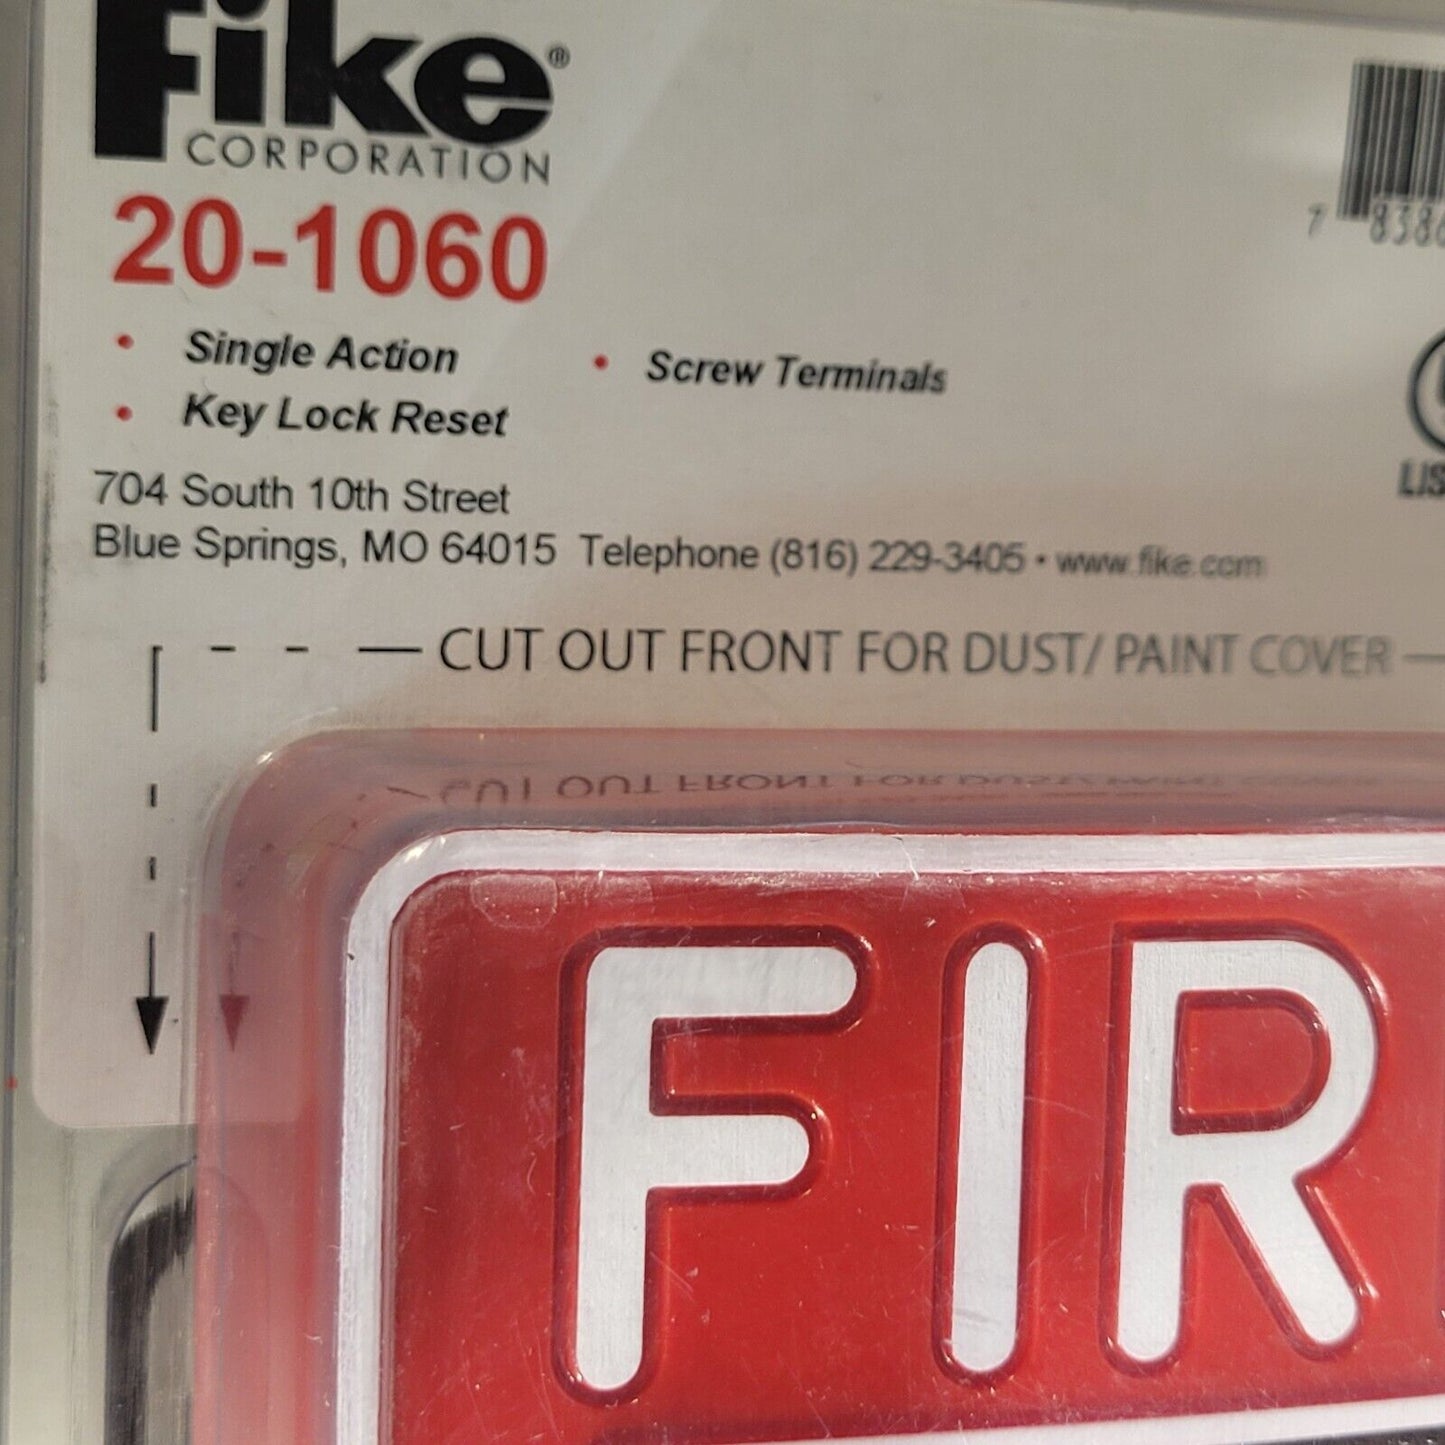 Fike®
CORPORATION
20-1060
• Single Action • Screw Terminals
• Key Lock Reset
704 South 10th Street
Blue Springs, MO 64015 Telephone (816) 229-3405 • www.fike.com
CUT OUT FRONT FOR DUST/ PAINT COVER
FIR